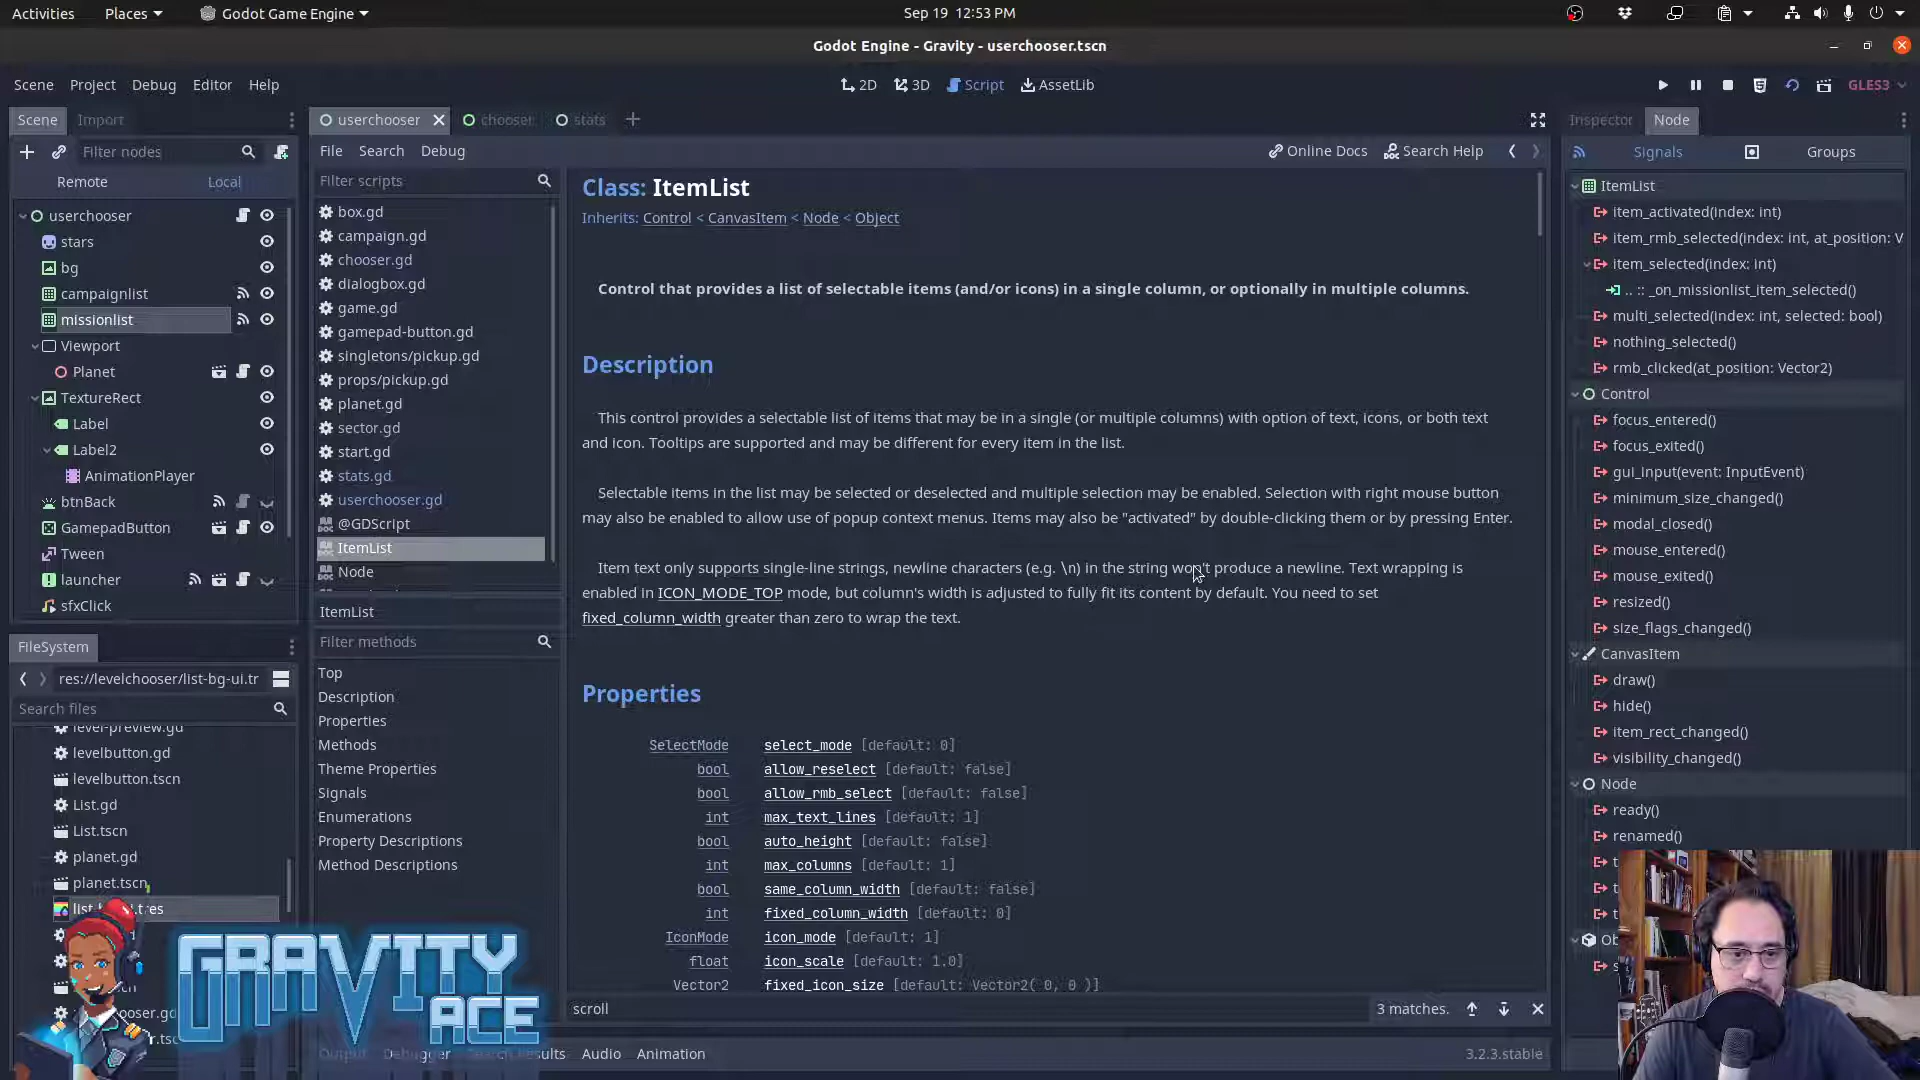 Activities Places Godot Game Engine Sep 19 12:53 PM
Godot Engine - Gravity - userchooser.tscn
Scene Project Debug Editor Help 2D 3D Script AssetLib GLES3
Scene Import
Filter nodes
Remote Local
userchooser
stars
bg
campaignlist
missionlist
Viewport
Planet
TextureRect
Label
Label2
AnimationPlayer
btnBack
GamepadButton
Tween
launcher
sfxClick
FileSystem
res://levelchooser/list-bg-ui.tr
Search files
level-preview.gd
levelbutton.gd
levelbutton.tscn
List.gd
List.tscn
planet.gd
planet.tscn
userchooser chooser stats
File Search Debug Online Docs Search Help
Filter scripts
box.gd
campaign.gd
chooser.gd
dialogbox.gd
game.gd
gamepad-button.gd
singletons/pickup.gd
props/pickup.gd
planet.gd
sector.gd
start.gd
stats.gd
userchooser.gd
@GDScript
ItemList
Node
ItemList
Filter methods
Top
Description
Properties
Methods
Theme Properties
Signals
Enumerations
Property Descriptions
Method Descriptions
Class: ItemList
Inherits: Control < CanvasItem < Node < Object
Control that provides a list of selectable items (and/or icons) in a single column, or optionally in multiple columns.
Description
This control provides a selectable list of items that may be in a single (or multiple columns) with option of text, icons, or both text
and icon. Tooltips are supported and may be different for every item in the list.
Selectable items in the list may be selected or deselected and multiple selection may be enabled. Selection with right mouse button
may also be enabled to allow use of popup context menus. Items may also be "activated" by double-clicking them or by pressing Enter.
Item text only supports single-line strings, newline characters (e.g. \n) in the string won't produce a newline. Text wrapping is
enabled in ICON_MODE_TOP mode, but column's width is adjusted to fully fit its content by default. You need to set
fixed_column_width greater than zero to wrap the text.
Properties
SelectMode select_mode [default: 0]
bool allow_reselect [default: false]
bool allow_rmb_select [default: false]
int max_text_lines [default: 1]
bool auto_height [default: false]
int max_columns [default: 1]
bool same_column_width [default: false]
int fixed_column_width [default: 0]
IconMode icon_mode [default: 1]
float icon_scale [default: 1.0]
Vector2 fixed_icon_size [default: Vector2( 0, 0 )]
scroll 3 matches.
Output Debugger Search Results Audio Animation 3.2.3.stable
Inspector Node
Signals Groups
ItemList
item_activated(index: int)
item_rmb_selected(index: int, at_position: V
item_selected(index: int)
.. :: _on_missionlist_item_selected()
multi_selected(index: int, selected: bool)
nothing_selected()
rmb_clicked(at_position: Vector2)
Control
focus_entered()
focus_exited()
gui_input(event: InputEvent)
minimum_size_changed()
modal_closed()
mouse_entered()
mouse_exited()
resized()
size_flags_changed()
CanvasItem
draw()
hide()
item_rect_changed()
visibility_changed()
Node
ready()
renamed()
GRAVITY
ACE